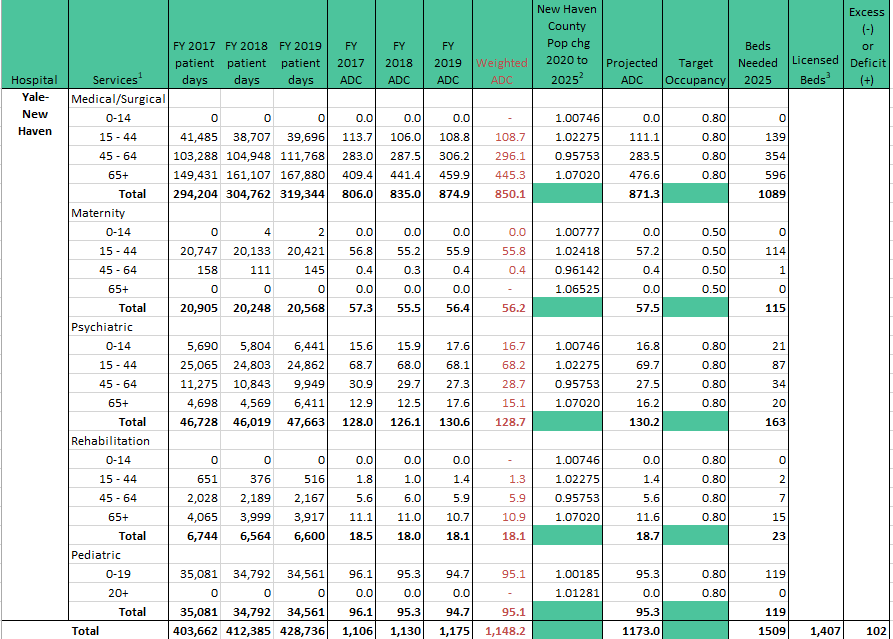 Hospital Services1 FY 2017 patient days FY 2018 patient days FY 2019 patient days FY 2017 ADC FY 2018 ADC FY 2019 ADC Weighted ADC New Haven County Pop chg 2020 to 20252 Projected ADC Target Occupancy Beds Needed 2025 Licensed Beds3 Excess (-) or Deficit (+)
Yale-New Haven
Medical/Surgical
0-14 0 0 0 0.0 0.0 0.0 - 1.00746 0.0 0.80 0
15 - 44 41,485 38,707 39,696 113.7 106.0 108.8 108.7 1.02275 111.1 0.80 139
45 - 64 103,288 104,948 111,768 283.0 287.5 306.2 296.1 0.95753 283.5 0.80 354
65+ 149,431 161,107 167,880 409.4 441.4 459.9 445.3 1.07020 476.6 0.80 596
Total 294,204 304,762 319,344 806.0 835.0 874.9 850.1 871.3 1089
Maternity
0-14 0 4 2 0.0 0.0 0.0 0.0 1.00777 0.0 0.50 0
15 - 44 20,747 20,133 20,421 56.8 55.2 55.9 55.8 1.02418 57.2 0.50 114
45 - 64 158 111 145 0.4 0.3 0.4 0.4 0.96142 0.4 0.50 1
65+ 0 0 0 0.0 0.0 0.0 - 1.06525 0.0 0.50 0
Total 20,905 20,248 20,568 57.3 55.5 56.4 56.2 57.5 115
Psychiatric
0-14 5,690 5,804 6,441 15.6 15.9 17.6 16.7 1.00746 16.8 0.80 21
15 - 44 25,065 24,803 24,862 68.7 68.0 68.1 68.2 1.02275 69.7 0.80 87
45 - 64 11,275 10,843 9,949 30.9 29.7 27.3 28.7 0.95753 27.5 0.80 34
65+ 4,698 4,569 6,411 12.9 12.5 17.6 15.1 1.07020 16.2 0.80 20
Total 46,728 46,019 47,663 128.0 126.1 130.6 128.7 130.2 163
Rehabilitation
0-14 0 0 0 0.0 0.0 0.0 - 1.00746 0.0 0.80 0
15 - 44 651 376 516 1.8 1.0 1.4 1.3 1.02275 1.4 0.80 2
45 - 64 2,028 2,189 2,167 5.6 6.0 5.9 5.9 0.95753 5.6 0.80 7
65+ 4,065 3,999 3,917 11.1 11.0 10.7 10.9 1.07020 11.6 0.80 15
Total 6,744 6,564 6,600 18.5 18.0 18.1 18.1 18.7 23
Pediatric
0-19 35,081 34,792 34,561 96.1 95.3 94.7 95.1 1.00185 95.3 0.80 119
20+ 0 0 0 0.0 0.0 0.0 - 1.01281 0.0 0.80 0
Total 35,081 34,792 34,561 96.1 95.3 94.7 95.1 95.3 119
Total 403,662 412,385 428,736 1,106 1,130 1,175 1,148.2 1173.0 1509 1,407 102